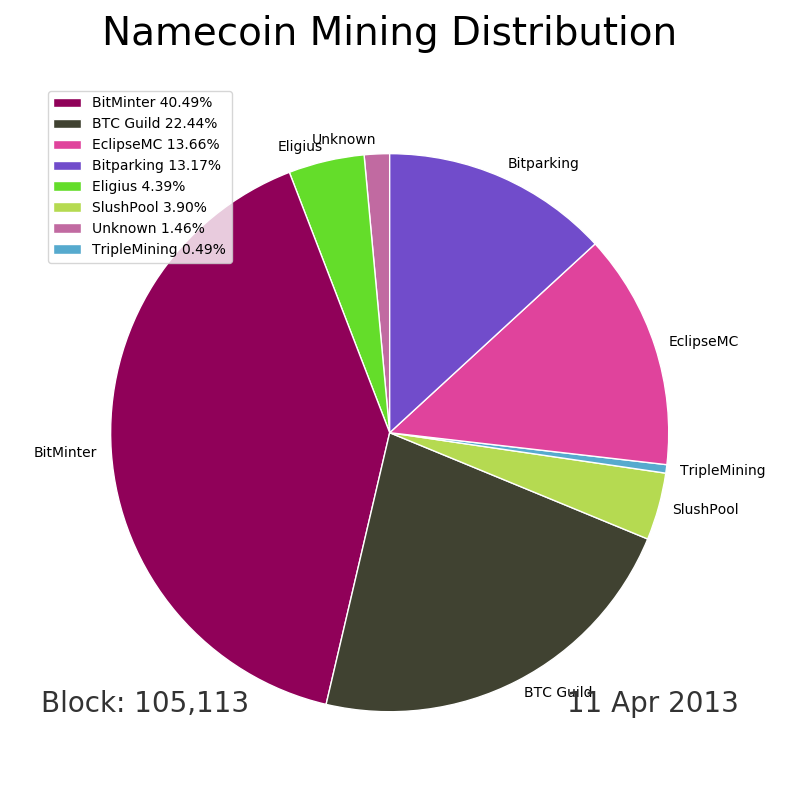 Namecoin Mining Distribution
BitMinter 40.49%
BTC Guild 22.44%
EclipseMC 13.66%
Bitparking 13.17%
Eligius 4.39%
SlushPool 3.90%
Unknown 1.46%
TripleMining 0.49%
Unknown
Eligius
Bitparking
EclipseMC
BitMinter
TripleMining
SlushPool
BTC Guild
Block: 105,113
11 Apr 2013